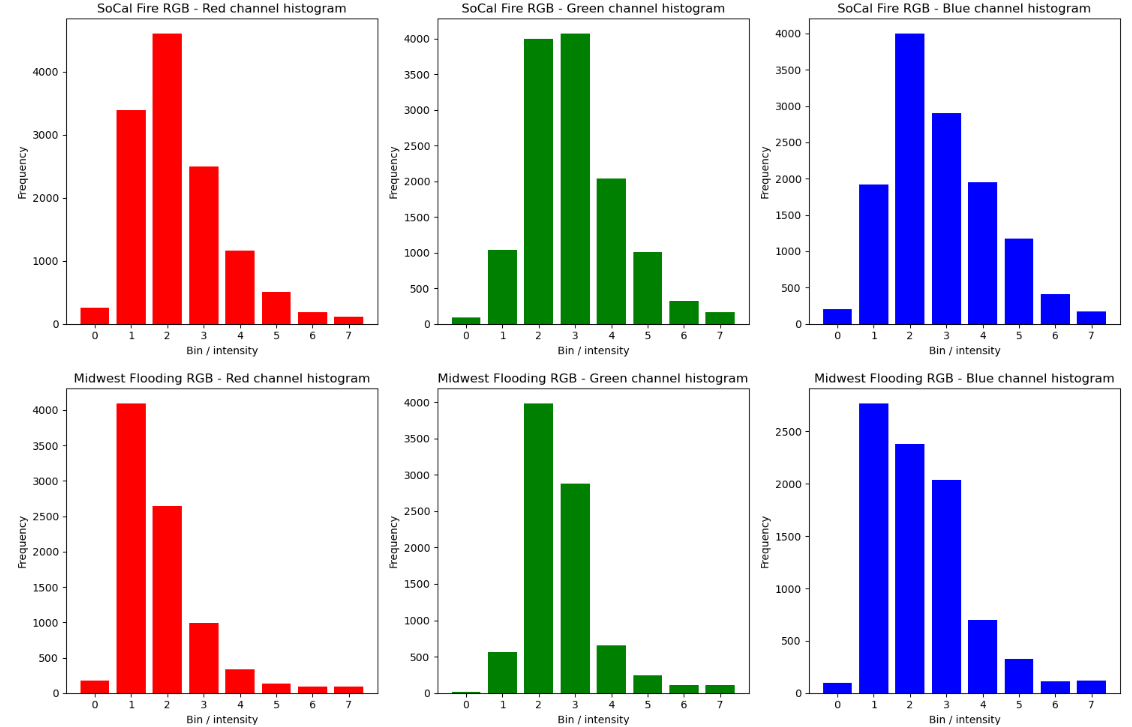 SoCal Fire RGB - Red channel histogram
Frequency
4000
3000
2000
1000
0
0 1 2 3 4 5 6 7
Bin / intensity
SoCal Fire RGB - Green channel histogram
Frequency
4000
3500
3000
2500
2000
1500
1000
500
0
0 1 2 3 4 5 6 7
Bin / intensity
SoCal Fire RGB - Blue channel histogram
Frequency
4000
3500
3000
2500
2000
1500
1000
500
0
0 1 2 3 4 5 6 7
Bin / intensity
Midwest Flooding RGB - Red channel histogram
Frequency
4000
3500
3000
2500
2000
1500
1000
500
0
0 1 2 3 4 5 6 7
Bin / intensity
Midwest Flooding RGB - Green channel histogram
Frequency
4000
3500
3000
2500
2000
1500
1000
500
0
0 1 2 3 4 5 6 7
Bin / intensity
Midwest Flooding RGB - Blue channel histogram
Frequency
2500
2000
1500
1000
500
0
0 1 2 3 4 5 6 7
Bin / intensity